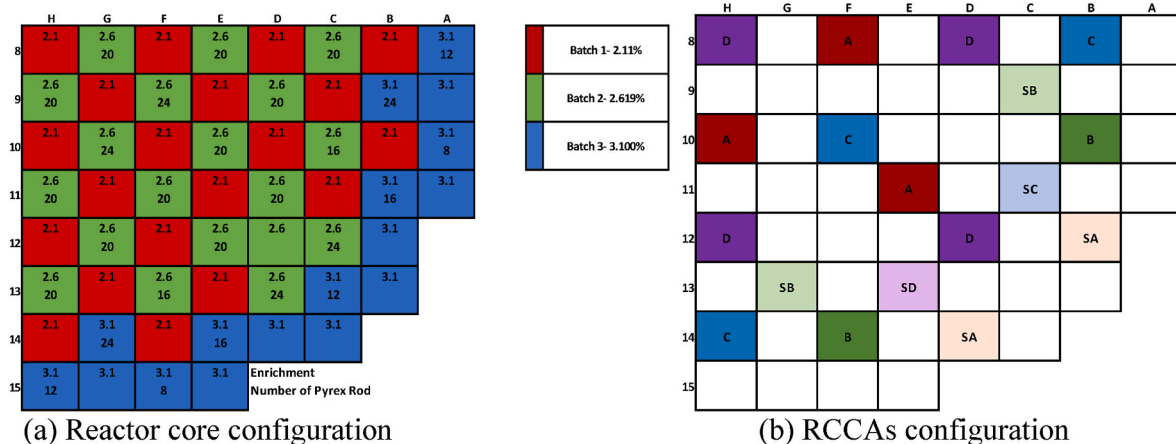 H G F E D C B A
8 2.1 2.6 2.1 2.6 2.1 2.6 2.1 3.1
20 20 20 12
9 2.6 2.1 2.6 2.1 2.6 2.1 3.1 3.1
20 24 20 24
10 2.1 2.6 2.1 2.6 2.1 2.6 2.1 3.1
24 20 16 8
11 2.6 2.1 2.6 2.1 2.6 2.1 3.1 3.1
20 20 20 16
12 2.1 2.6 2.1 2.6 2.6 2.6 3.1
20 20 24
13 2.6 2.1 2.6 2.1 2.6 3.1 3.1
20 16 24 12
14 2.1 3.1 2.1 3.1 3.1 3.1
24 16
15 3.1 3.1 3.1 3.1 Enrichment
12 8 Number of Pyrex Rod
(a) Reactor core configuration
Batch 1- 2.11%
Batch 2- 2.619%
Batch 3- 3.100%
H G F E D C B A
8 D A D C
9 SB
10 A C B
11 A SC
12 D D SA
13 SB SD
14 C B SA
15
(b) RCCAs configuration